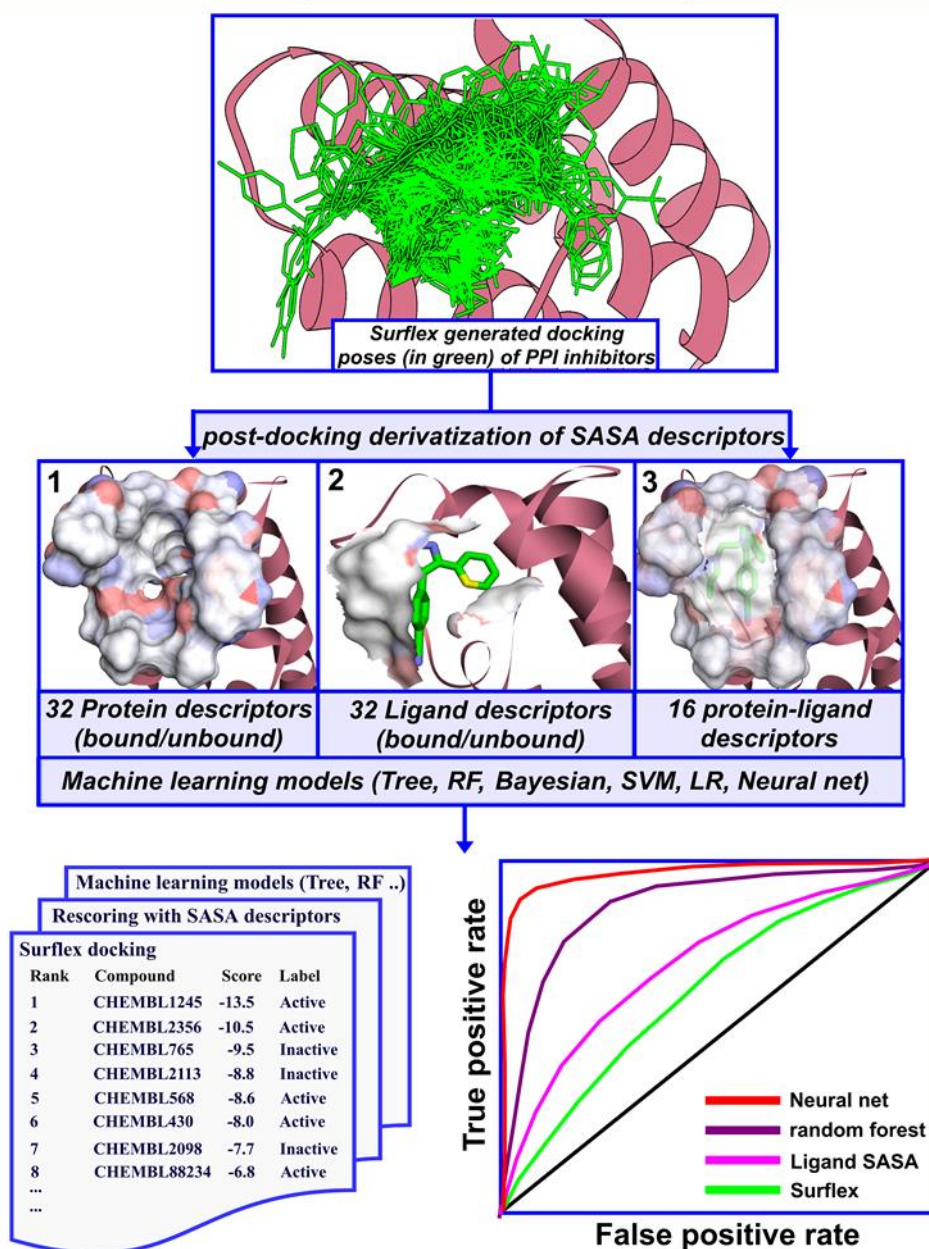 Surflex generated docking
poses (in green) of PPI inhibitors
post-docking derivatization of SASA descriptors
1
2
3
32 Protein descriptors
(bound/unbound)
32 Ligand descriptors
(bound/unbound)
16 protein-ligand
descriptors
Machine learning models (Tree, RF, Bayesian, SVM, LR, Neural net)
Machine learning models (Tree, RF ..)
Rescoring with SASA descriptors
Surflex docking
Rank Compound Score Label
1 CHEMBL1245 -13.5 Active
2 CHEMBL2356 -10.5 Active
3 CHEMBL765 -9.5 Inactive
4 CHEMBL2113 -8.8 Inactive
5 CHEMBL568 -8.6 Active
6 CHEMBL430 -8.0 Active
7 CHEMBL2098 -7.7 Inactive
8 CHEMBL88234 -6.8 Active
...
...
True positive rate
Neural net
random forest
Ligand SASA
Surflex
False positive rate